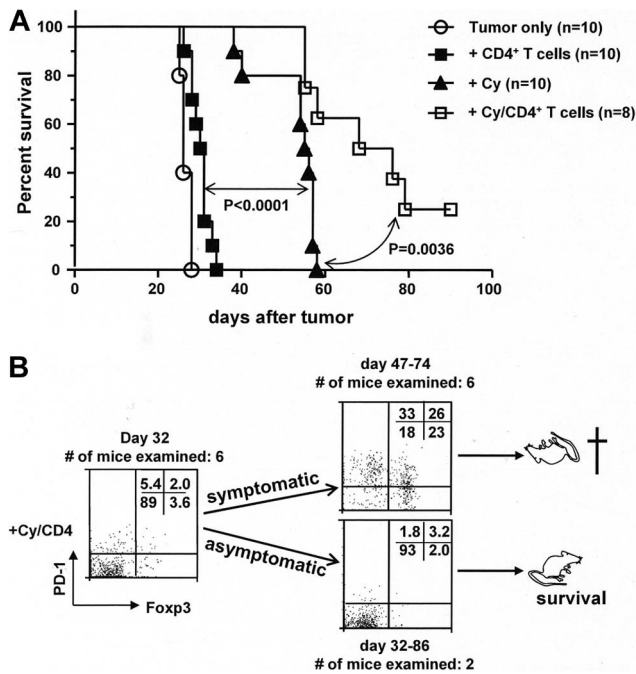 A
Percent survival
100
80
60
40
20
0
0 20 40 60 80 100
days after tumor
Tumor only (n=10)
+ CD4⁺ T cells (n=10)
+ Cy (n=10)
+ Cy/CD4⁺ T cells (n=8)
P<0.0001
P=0.0036
B
Day 32
# of mice examined: 6
+Cy/CD4
5.4 2.0
89 3.6
PD-1
Foxp3
symptomatic
asymptomatic
day 47-74
# of mice examined: 6
33 26
18 23
1.8 3.2
93 2.0
day 32-86
# of mice examined: 2
survival